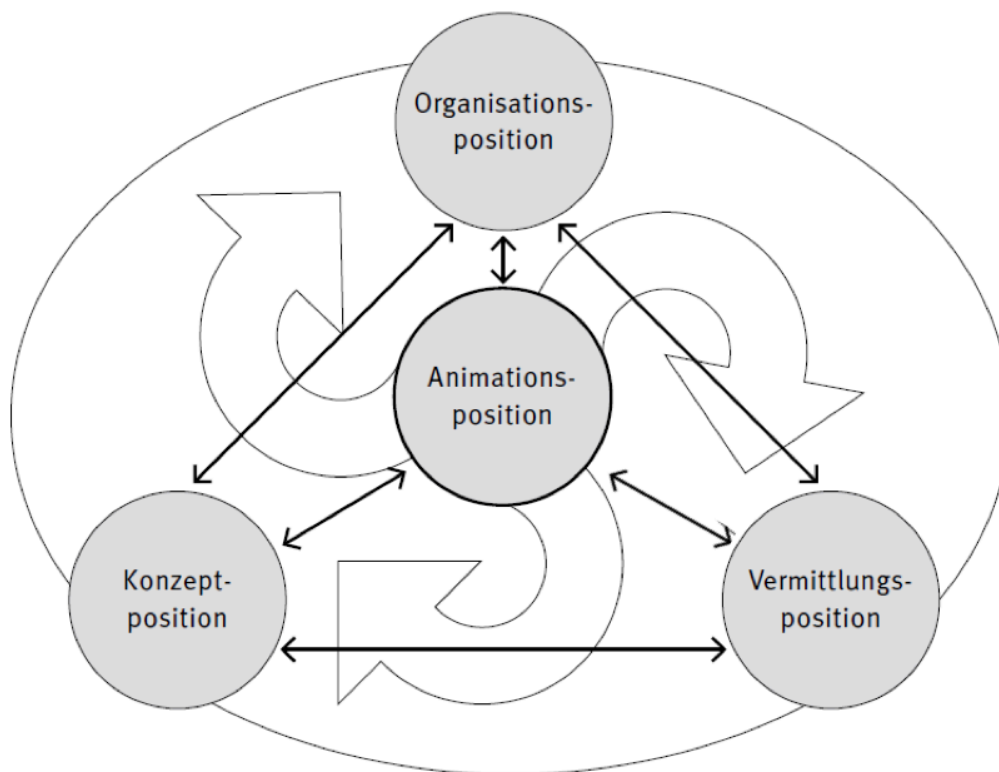 Organisations-
position
Animations-
position
Konzept-
position
Vermittlungs-
position